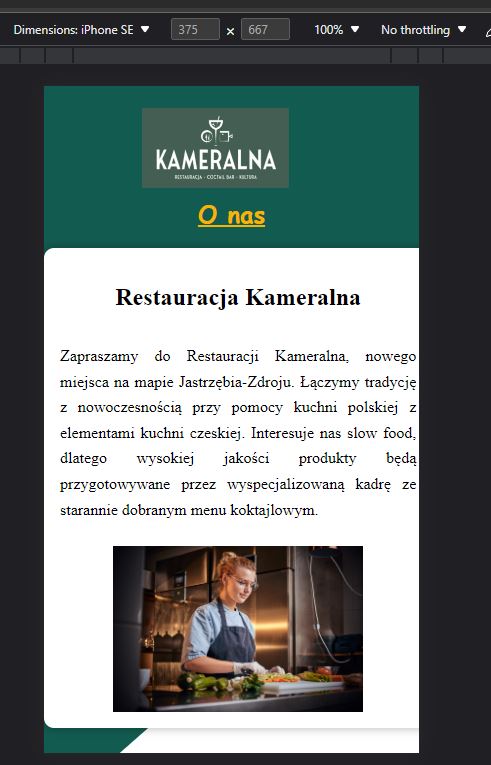 Dimensions: iPhone SE ▼ 375 × 667 100% ▼ No throttling ▼
KAMERALNA
RESTAURACJA - COCTAIL BAR - KULTURA
O nas
Restauracja Kameralna
Zapraszamy do Restauracji Kameralna, nowego
miejsca na mapie Jastrzębia-Zdroju. Łączymy tradycję
z nowoczesnością przy pomocy kuchni polskiej z
elementami kuchni czeskiej. Interesuje nas slow food,
dlatego wysokiej jakości produkty będą
przygotowywane przez wyspecjalizowaną kadrę ze
starannie dobranym menu koktajlowym.